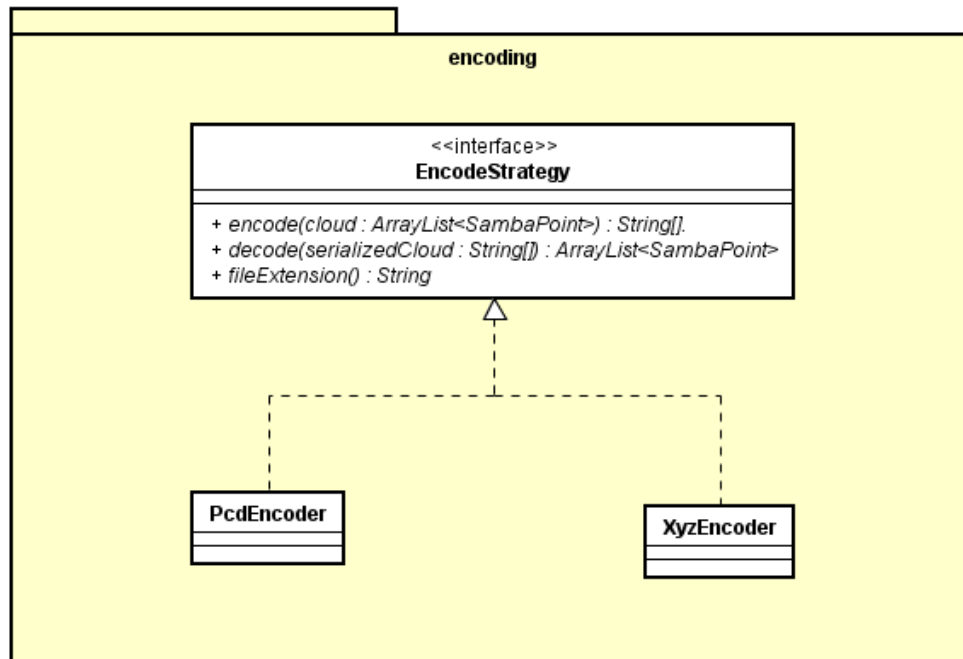 encoding
<<interface>>
EncodeStrategy
+ encode(cloud : ArrayList<SambaPoint>) : String[].
+ decode(serializedCloud : String[]) : ArrayList<SambaPoint>
+ fileExtension() : String
PcdEncoder
XyzEncoder